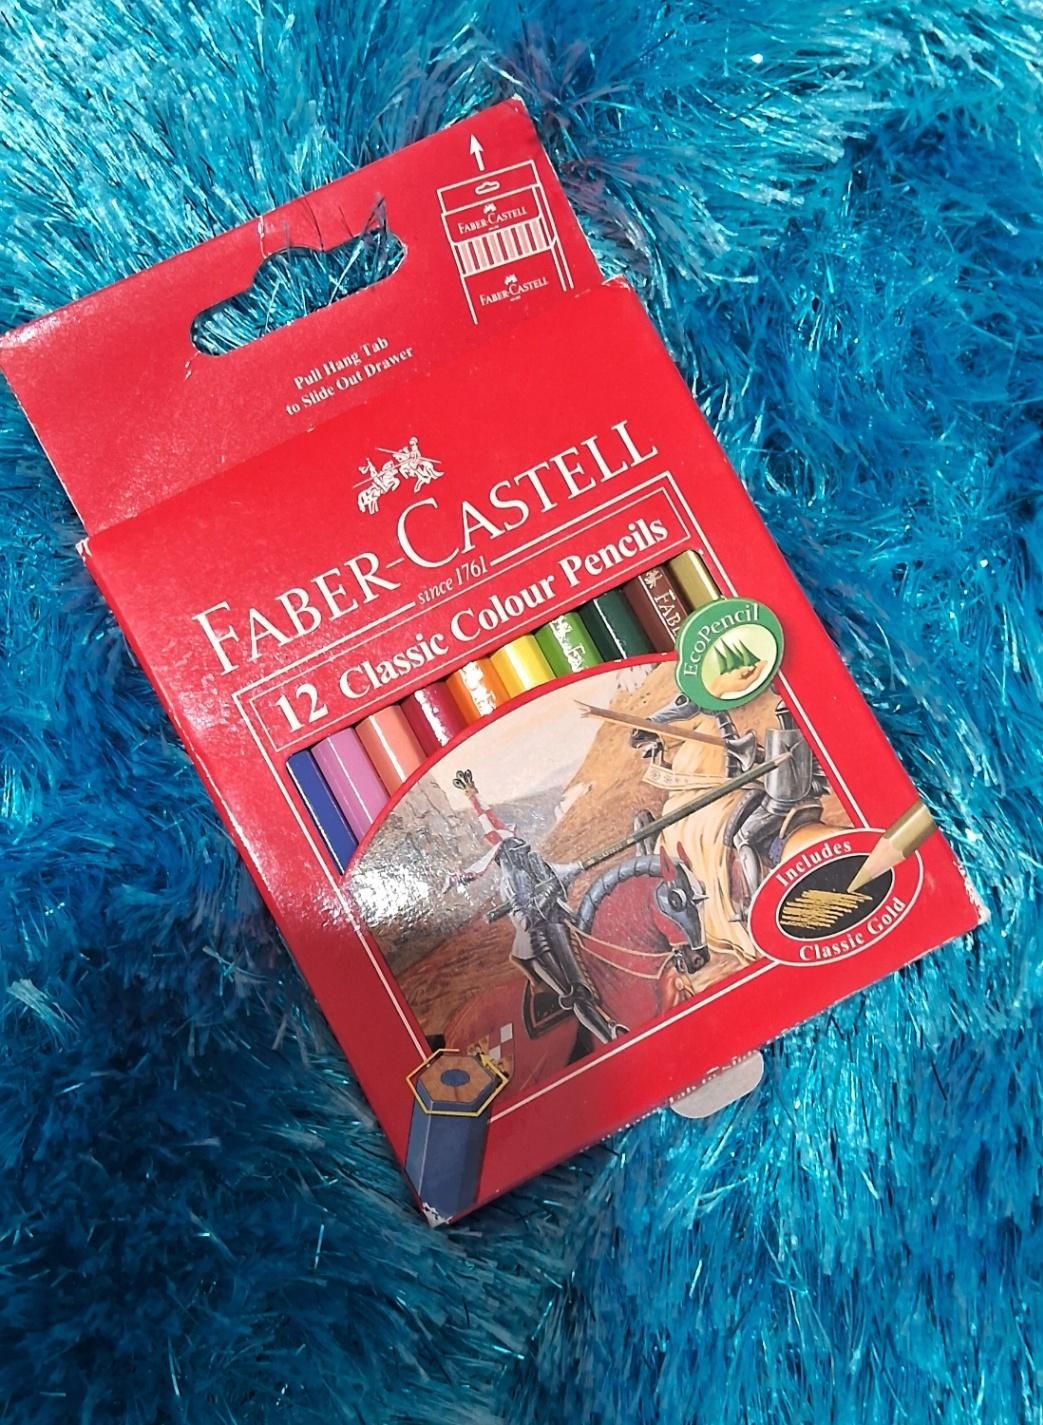 FABER-CASTELL
FABER-CASTELL
Pull Hang Tab
to Slide Out Drawer
FABER-CASTELL
since 1761
12 Classic Colour Pencils
EcoPencil
Includes
Classic Gold